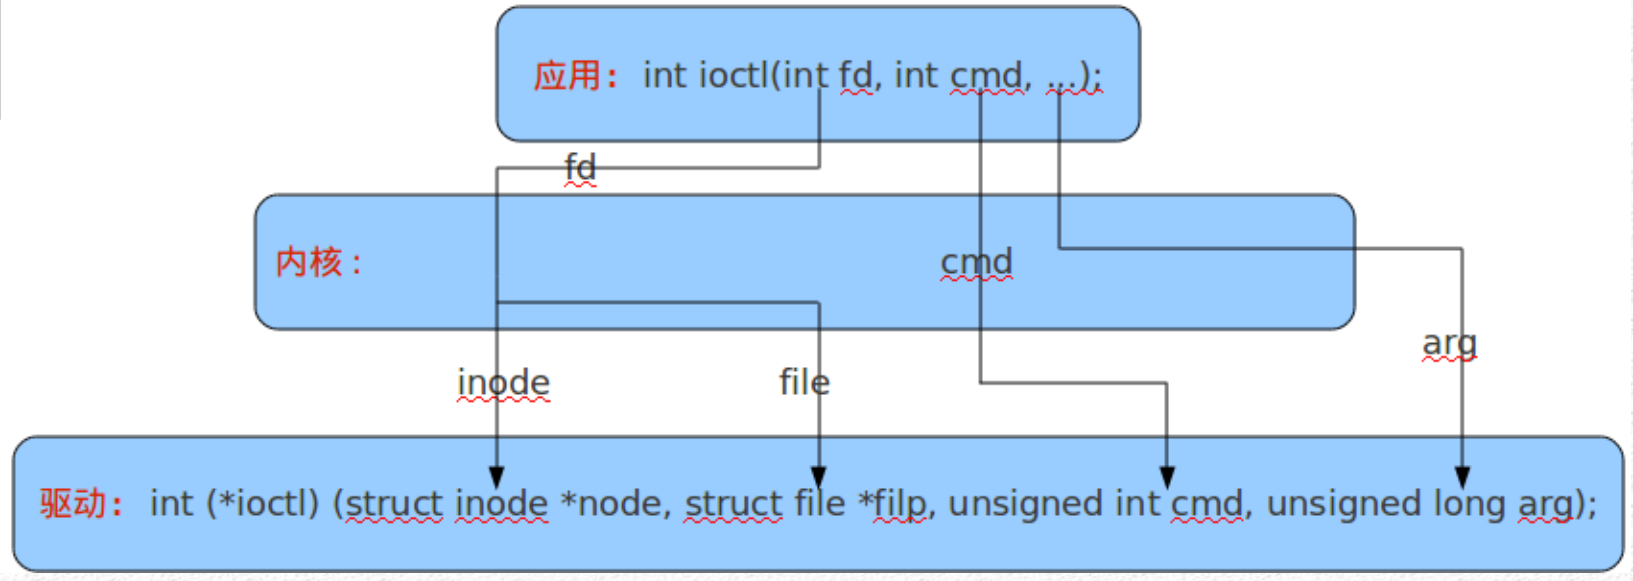 应用： int ioctl(int fd, int cmd, ...);
fd
内核：
cmd
arg
inode
file
驱动： int (*ioctl) (struct inode *node, struct file *filp, unsigned int cmd, unsigned long arg);